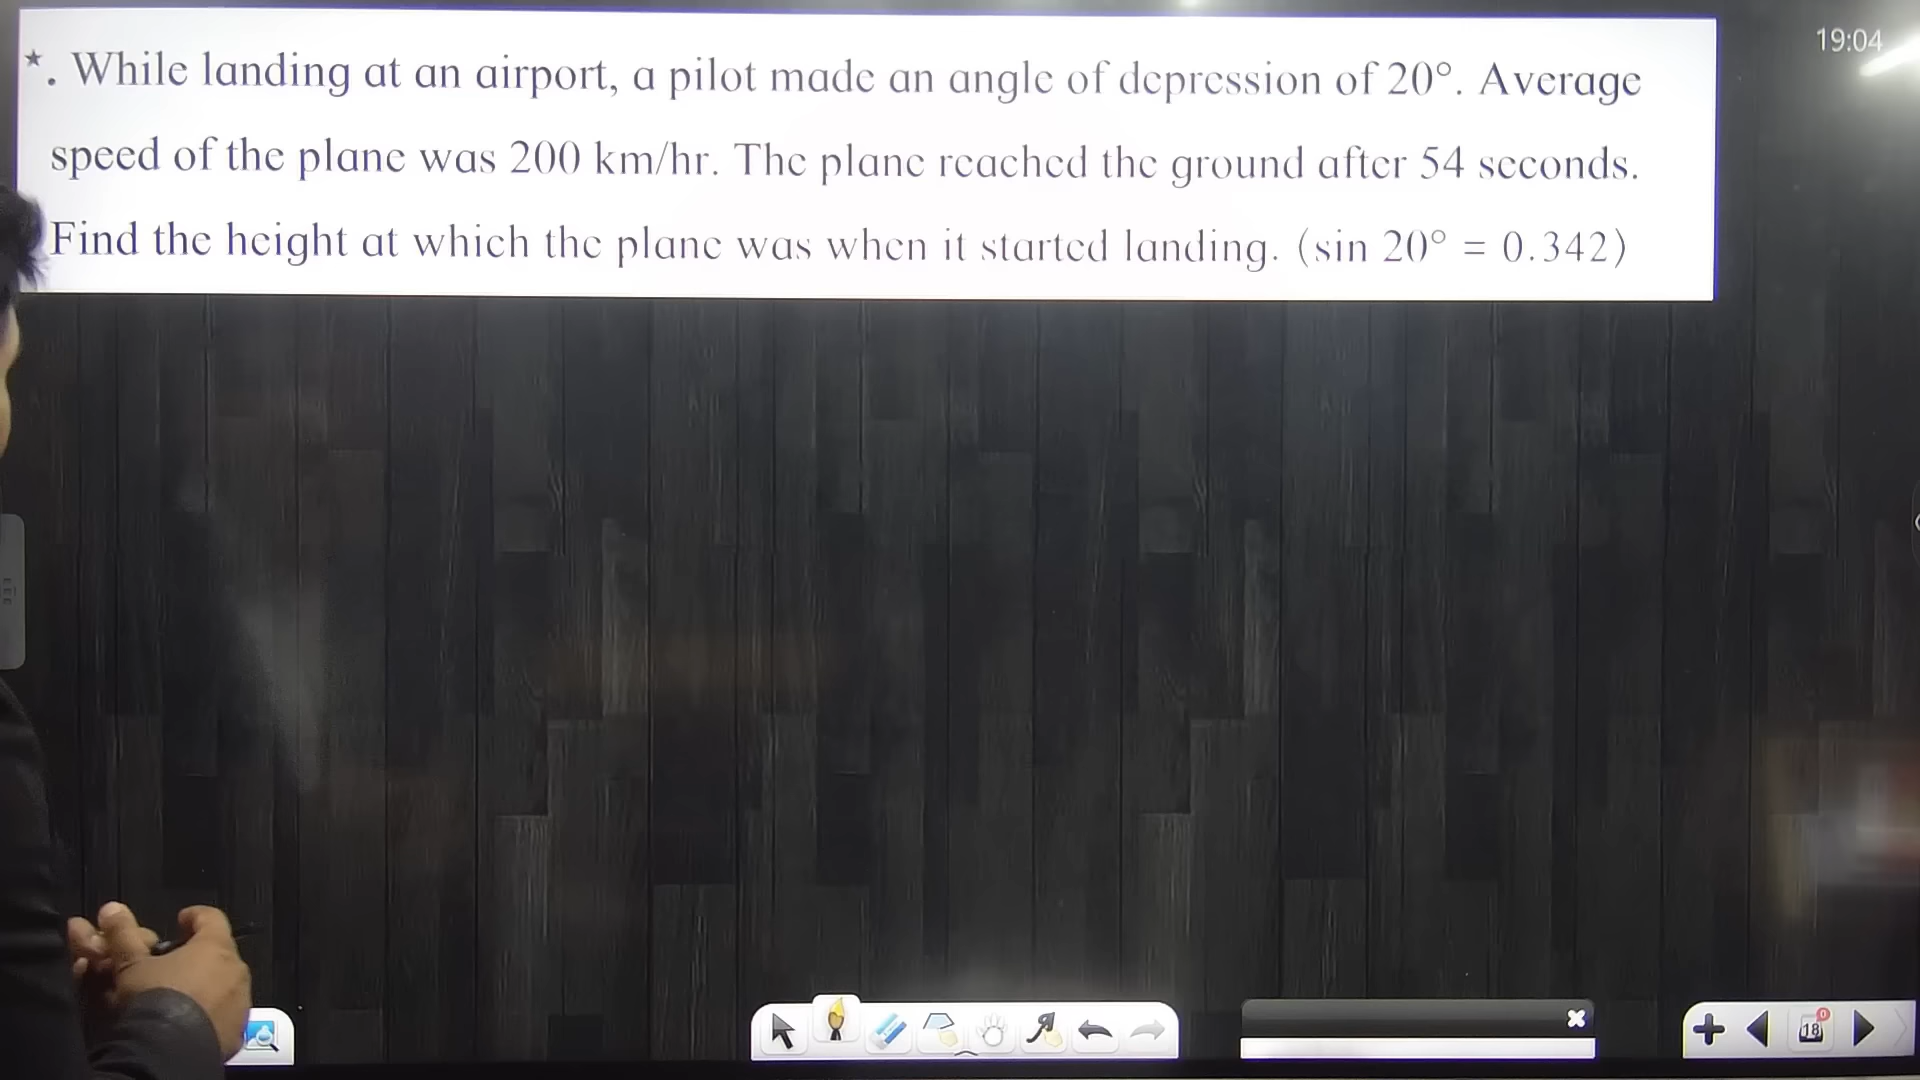 19:04
★. While landing at an airport, a pilot made an angle of depression of 20°. Average
speed of the plane was 200 km/hr. The plane reached the ground after 54 seconds.
Find the height at which the plane was when it started landing. (sin 20° = 0.342)
18
0